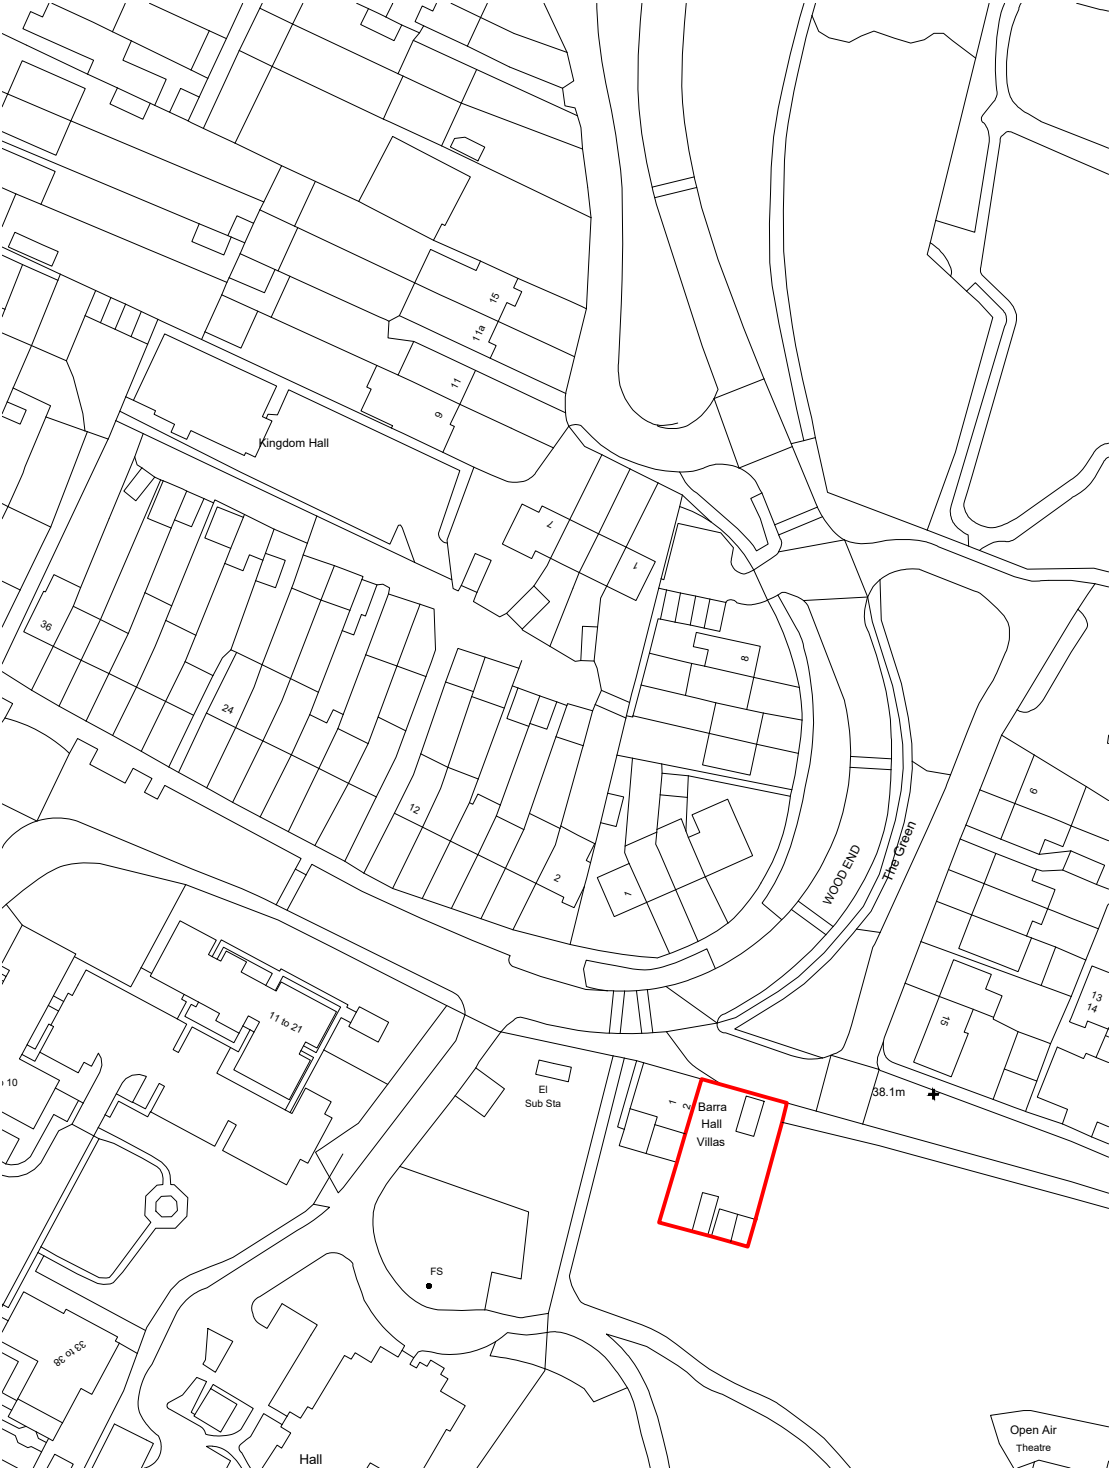 15
11a
11
9
Kingdom Hall
7
1
36
8
24
6
12
WOOD END
The Green
2
1
13
14
11 to 21
15
10
El
Sub Sta
38.1m
1
2
Barra
Hall
Villas
FS
33 to 38
Open Air
Theatre
Hall